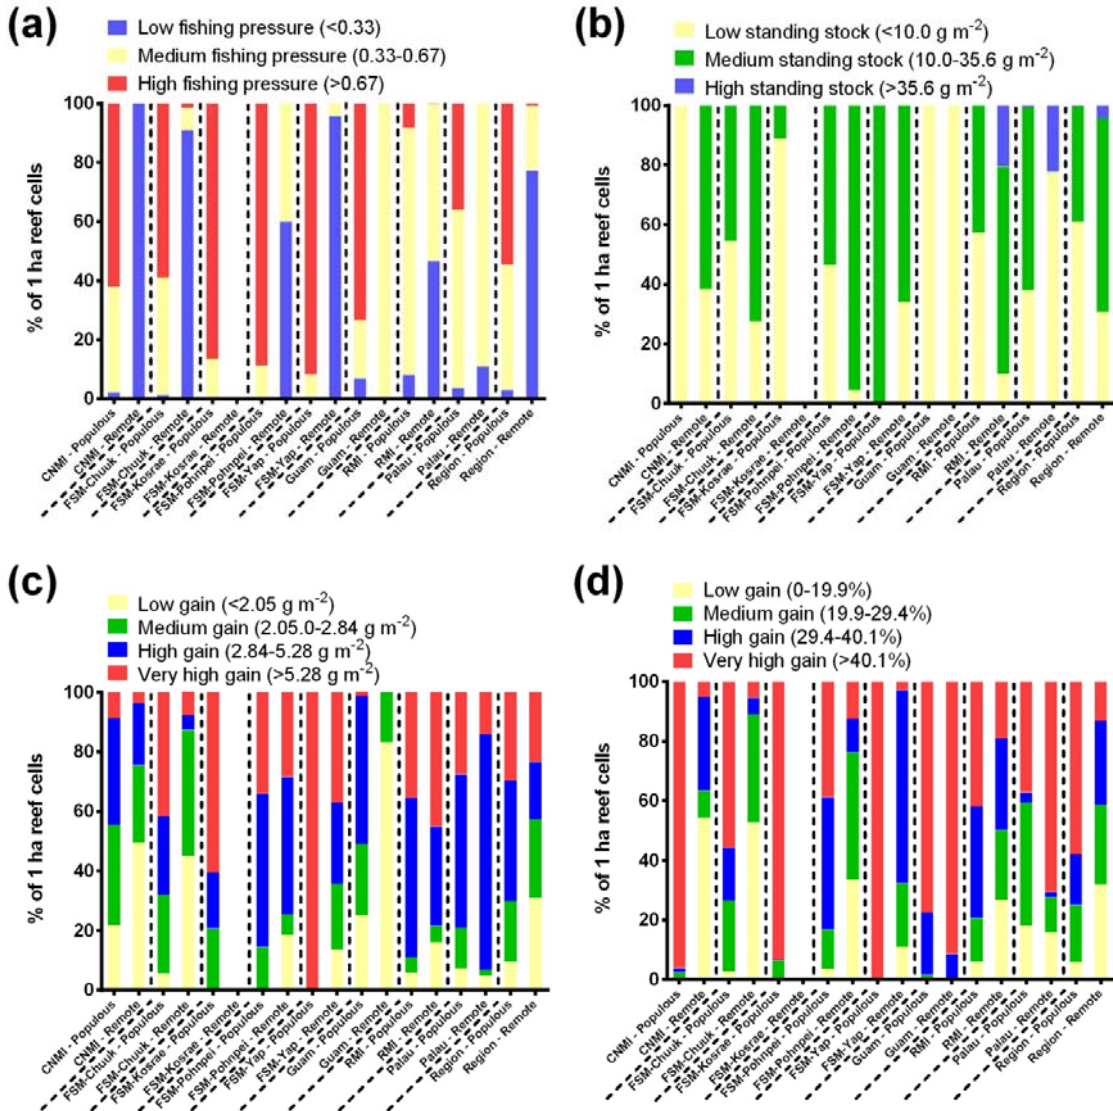 (a)
Low fishing pressure (<0.33)
Medium fishing pressure (0.33-0.67)
High fishing pressure (>0.67)
% of 1 ha reef cells
100
80
60
40
20
0
CNMI - Populous
CNMI - Remote
FSM-Chuuk - Populous
FSM-Chuuk - Remote
FSM-Kosrae - Populous
FSM-Kosrae - Remote
FSM-Pohnpei - Populous
FSM-Pohnpei - Remote
FSM-Yap - Populous
FSM-Yap - Remote
Guam - Populous
Guam - Remote
RMI - Populous
RMI - Remote
Palau - Populous
Palau - Remote
Region - Populous
Region - Remote
(b)
Low standing stock (<10.0 g m⁻²)
Medium standing stock (10.0-35.6 g m⁻²)
High standing stock (>35.6 g m⁻²)
% of 1 ha reef cells
100
80
60
40
20
0
CNMI - Populous
CNMI - Remote
FSM-Chuuk - Populous
FSM-Chuuk - Remote
FSM-Kosrae - Populous
FSM-Kosrae - Remote
FSM-Pohnpei - Populous
FSM-Pohnpei - Remote
FSM-Yap - Populous
FSM-Yap - Remote
Guam - Populous
Guam - Remote
RMI - Populous
RMI - Remote
Palau - Populous
Palau - Remote
Region - Populous
Region - Remote
(c)
Low gain (<2.05 g m⁻²)
Medium gain (2.05.0-2.84 g m⁻²)
High gain (2.84-5.28 g m⁻²)
Very high gain (>5.28 g m⁻²)
% of 1 ha reef cells
100
80
60
40
20
0
CNMI - Populous
CNMI - Remote
FSM-Chuuk - Populous
FSM-Chuuk - Remote
FSM-Kosrae - Populous
FSM-Kosrae - Remote
FSM-Pohnpei - Populous
FSM-Pohnpei - Remote
FSM-Yap - Populous
FSM-Yap - Remote
Guam - Populous
Guam - Remote
RMI - Populous
RMI - Remote
Palau - Populous
Palau - Remote
Region - Populous
Region - Remote
(d)
Low gain (0-19.9%)
Medium gain (19.9-29.4%)
High gain (29.4-40.1%)
Very high gain (>40.1%)
% of 1 ha reef cells
100
80
60
40
20
0
CNMI - Populous
CNMI - Remote
FSM-Chuuk - Populous
FSM-Chuuk - Remote
FSM-Kosrae - Populous
FSM-Kosrae - Remote
FSM-Pohnpei - Populous
FSM-Pohnpei - Remote
FSM-Yap - Populous
FSM-Yap - Remote
Guam - Populous
Guam - Remote
RMI - Populous
RMI - Remote
Palau - Populous
Palau - Remote
Region - Populous
Region - Remote